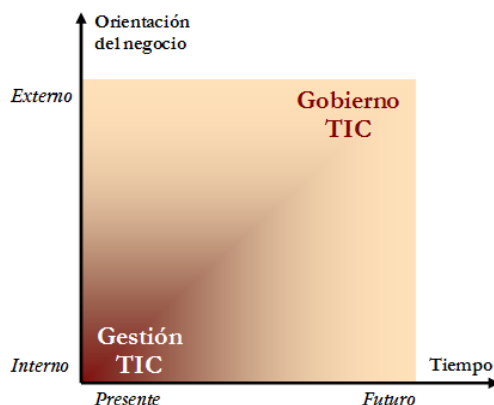 Orientación
del negocio
Externo
Gobierno
TIC
Gestión
TIC
Interno
Tiempo
Presente
Futuro